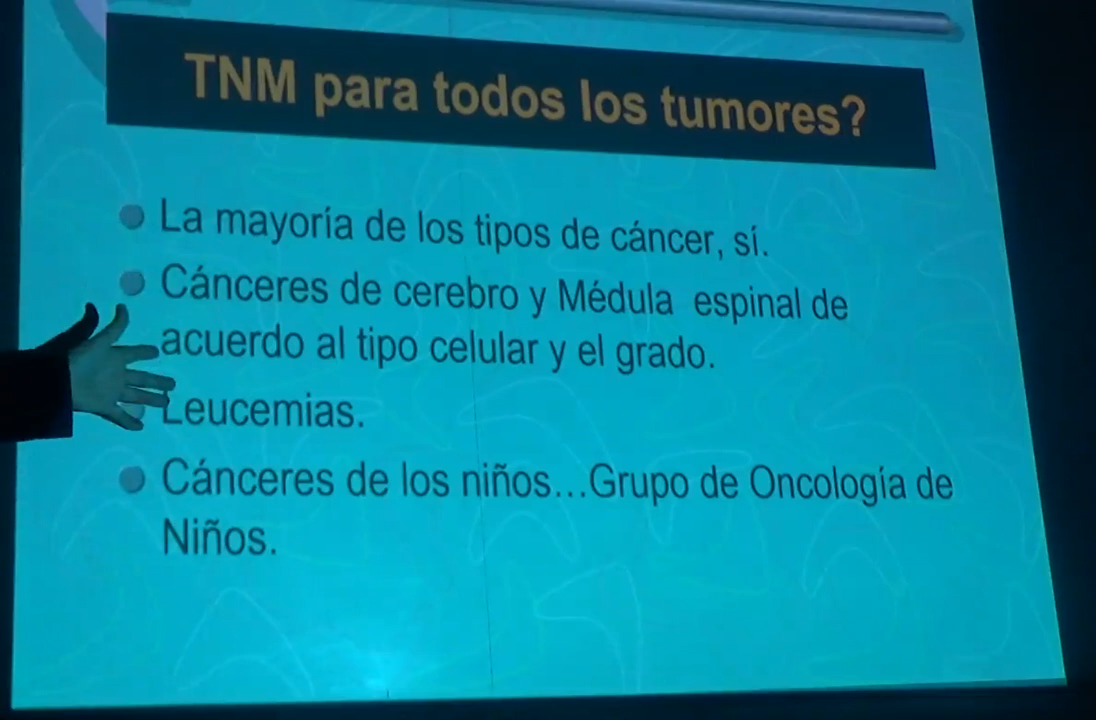 TNM para todos los tumores?
La mayoría de los tipos de cáncer, sí.
Cánceres de cerebro y Médula espinal de
acuerdo al tipo celular y el grado.
Leucemias.
Cánceres de los niños...Grupo de Oncología de
Niños.